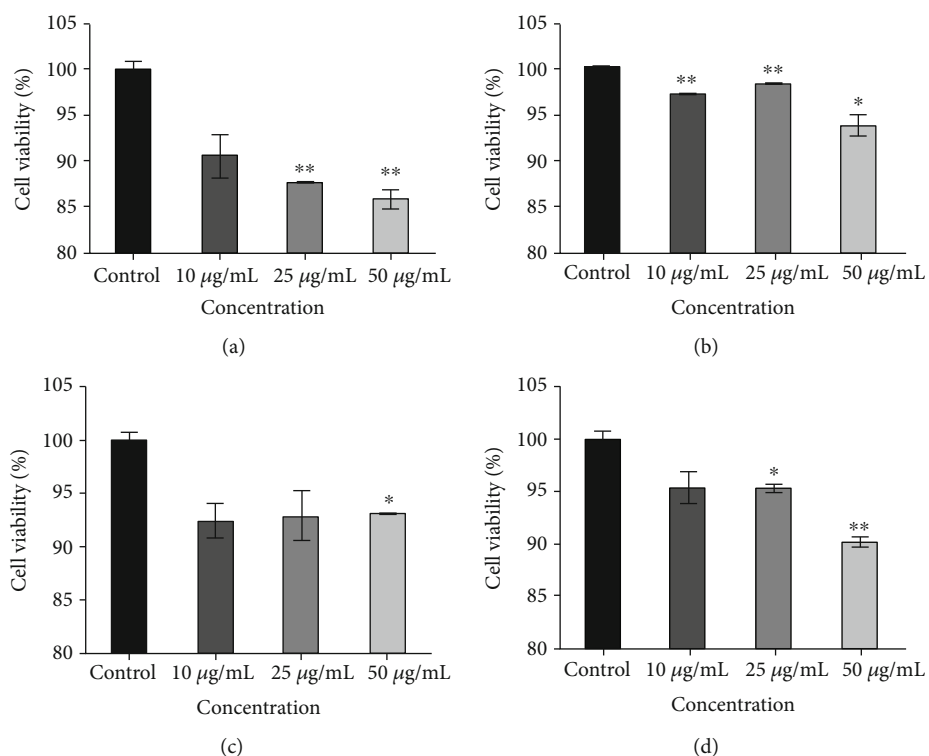 105
100
95
90
85
80
Cell viability (%)
**
**
Control
10 μg/mL
25 μg/mL
50 μg/mL
Concentration
(a)
105
100
95
90
85
80
Cell viability (%)
**
**
*
Control
10 μg/mL
25 μg/mL
50 μg/mL
Concentration
(b)
105
100
95
90
85
80
Cell viability (%)
*
Control
10 μg/mL
25 μg/mL
50 μg/mL
Concentration
(c)
105
100
95
90
85
80
Cell viability (%)
*
**
Control
10 μg/mL
25 μg/mL
50 μg/mL
Concentration
(d)